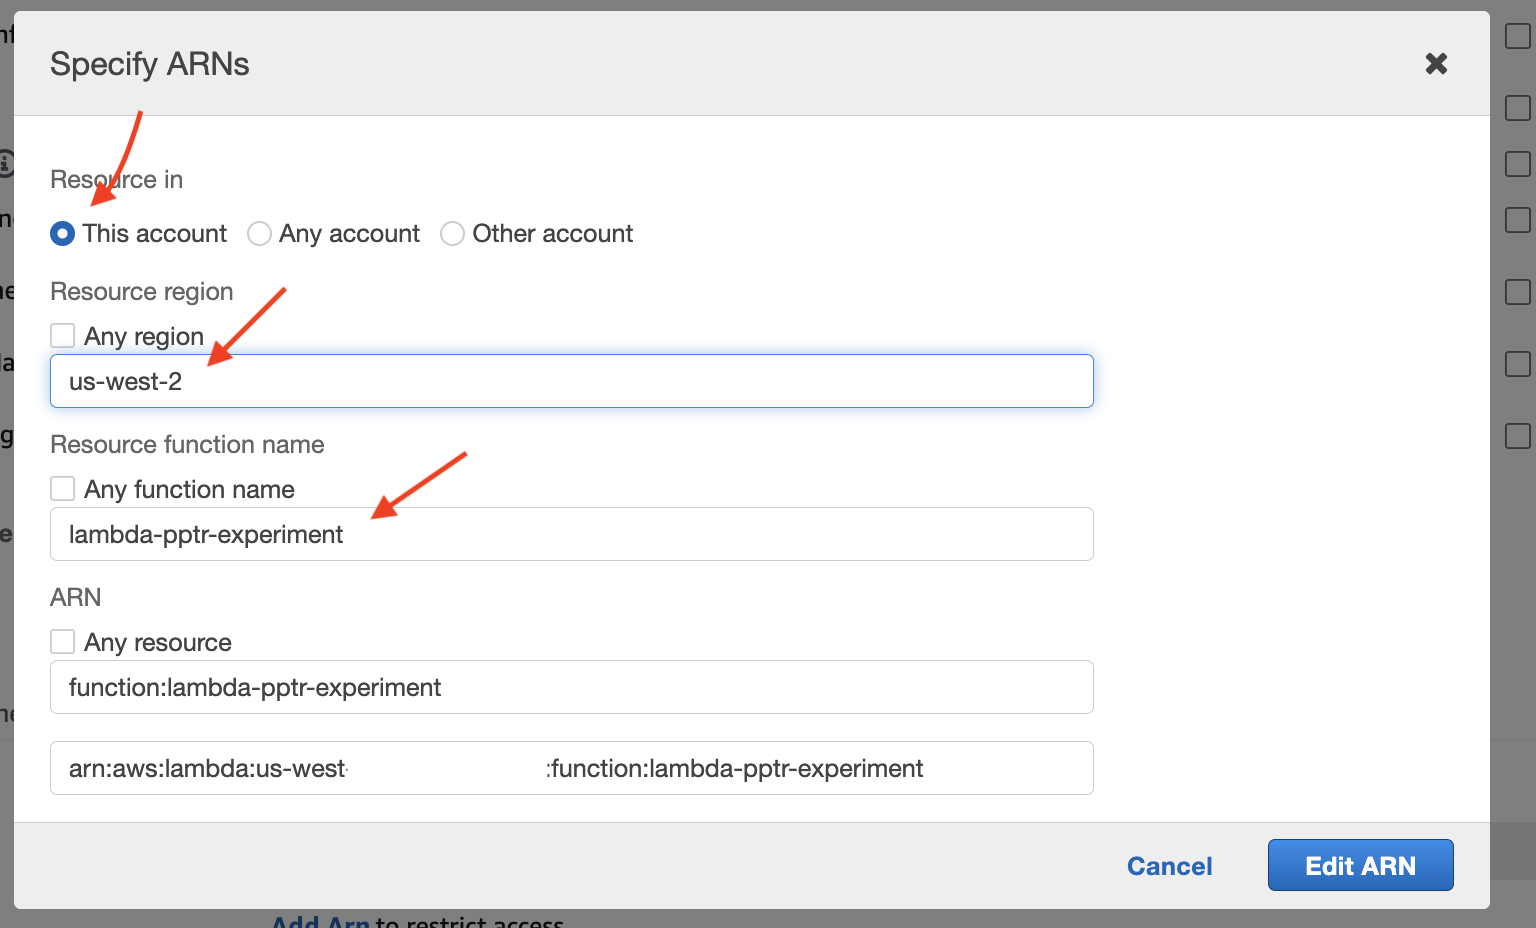 Specify ARNs
Resource in
This account Any account Other account
Resource region
Any region
us-west-2
Resource function name
Any function name
lambda-pptr-experiment
ARN
Any resource
function:lambda-pptr-experiment
arn:aws:lambda:us-west- :function:lambda-pptr-experiment
Cancel Edit ARN
Add Arn to restrict access